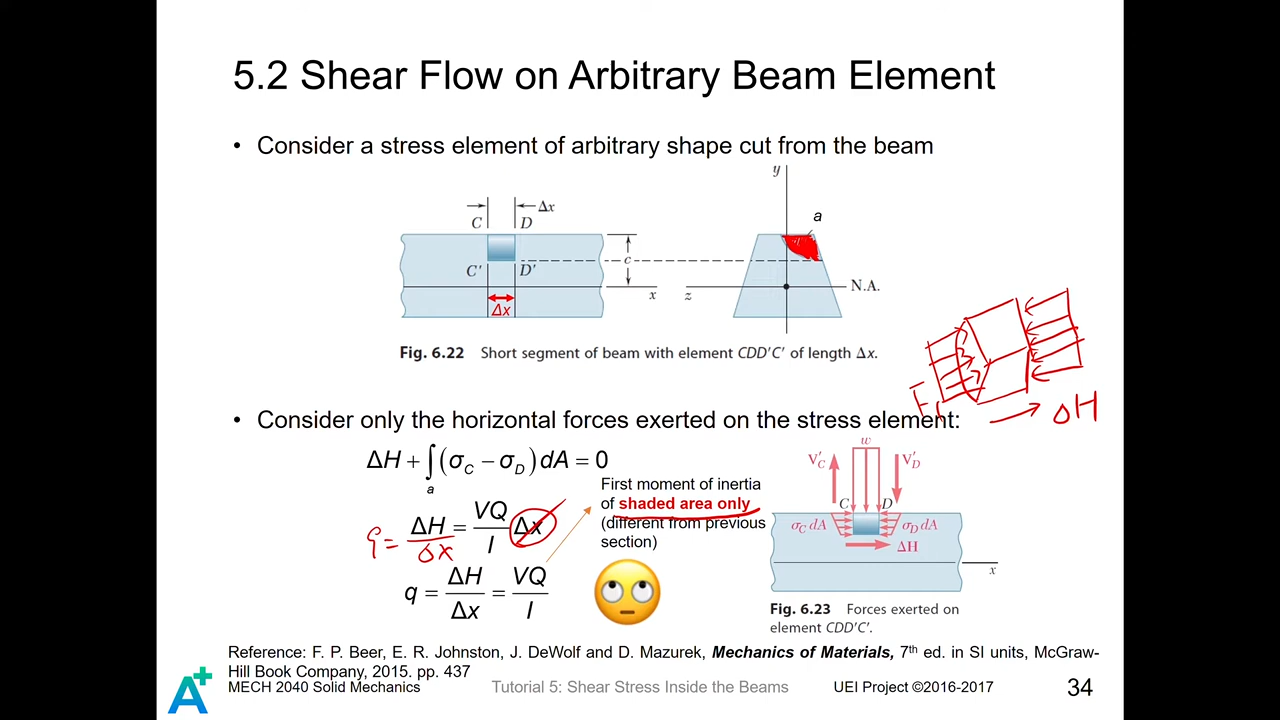 5.2 Shear Flow on Arbitrary Beam Element
• Consider a stress element of arbitrary shape cut from the beam
y
Δx
C D
a
c
C' D'
x
z
N.A.
Δx
Fig. 6.22 Short segment of beam with element CDD'C' of length Δx.
• Consider only the horizontal forces exerted on the stress element:
ΔH
ΔH + ∫a (σC − σD) dA = 0
First moment of inertia
of shaded area only
(different from previous
section)
q = ΔH/Δx = VQ/I Δx
q = ΔH/Δx = VQ/I
w
V'C V'D
C D
σC dA σD dA
ΔH
x
Fig. 6.23 Forces exerted on
element CDD'C'.
Reference: F. P. Beer, E. R. Johnston, J. DeWolf and D. Mazurek, Mechanics of Materials, 7th ed. in SI units, McGraw-
Hill Book Company, 2015. pp. 437
MECH 2040 Solid Mechanics
Tutorial 5: Shear Stress Inside the Beams
UEI Project ©2016-2017
34
A+